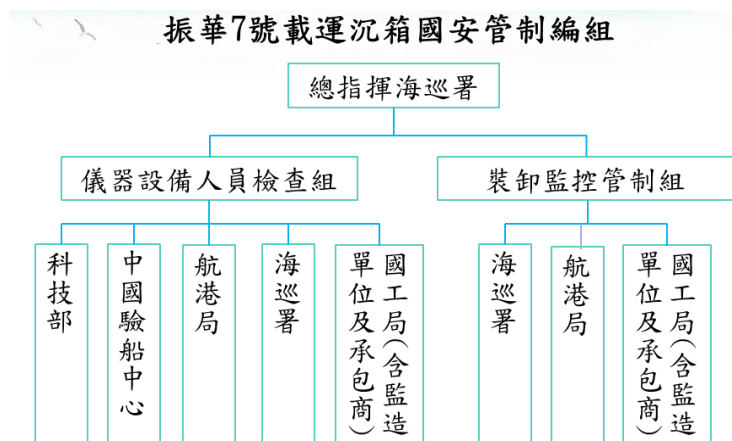 振華7號載運沉箱國安管制編組
總指揮海巡署
儀器設備人員檢查組
裝卸監控管制組
科技部
中國驗船中心
航港局
海巡署
國工局(含監造
單位及承包商)
海巡署
航港局
國工局(含監造
單位及承包商)